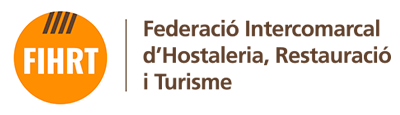 FIHRT
Federació Intercomarcal
d'Hostaleria, Restauració
i Turisme